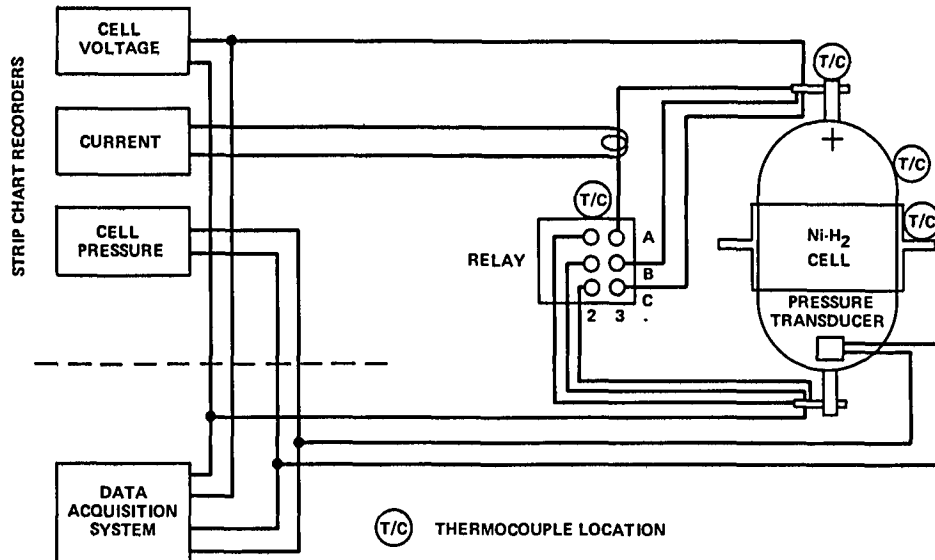 STRIP CHART RECORDERS
CELL
VOLTAGE
CURRENT
CELL
PRESSURE
DATA
ACQUISITION
SYSTEM
RELAY
T/C
A
B
C
2 3 .
T/C
+
T/C
T/C
Ni-H₂
CELL
PRESSURE
TRANSDUCER
T/C THERMOCOUPLE LOCATION